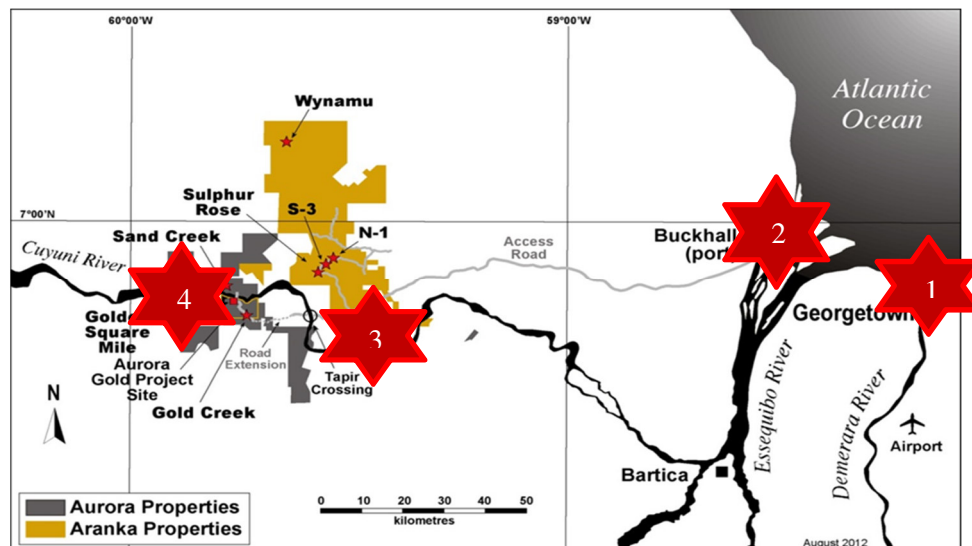 60°00'W
59°00'W
Atlantic
Ocean
Wynamu
Sulphur
Rose
S-3
N-1
7°00'N
Sand Creek
Cuyuni River
Access
Road
Buckhall
(port
2
1
4
3
Georgetown
Golde
Square
Mile
Aurora
Gold Project
Site
Road
Extension
Tapir
Crossing
Gold Creek
N
Essequibo River
Demerara River
Airport
Bartica
Aurora Properties
Aranka Properties
0 10 20 30 40 50
kilometres
August 2012